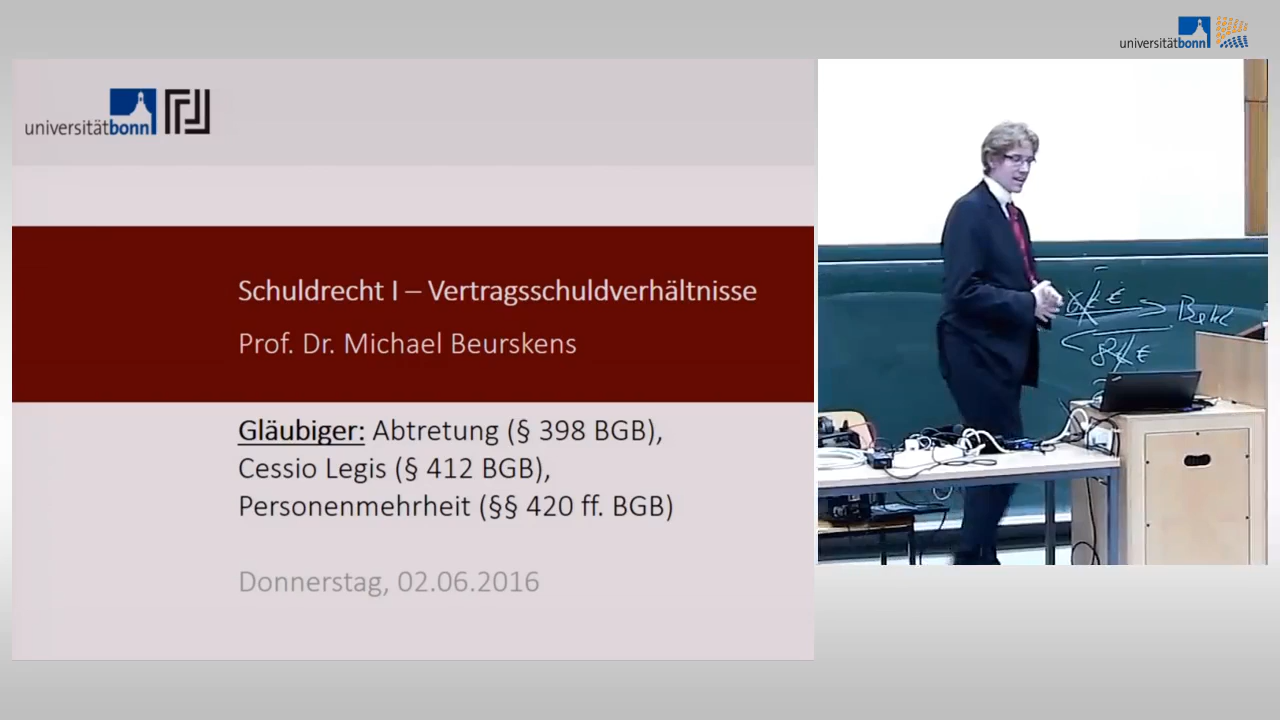 universitätbonn
universitätbonn
Schuldrecht I – Vertragsschuldverhältnisse
Prof. Dr. Michael Beurskens
Gläubiger: Abtretung (§ 398 BGB),
Cessio Legis (§ 412 BGB),
Personenmehrheit (§§ 420 ff. BGB)
Donnerstag, 02.06.2016